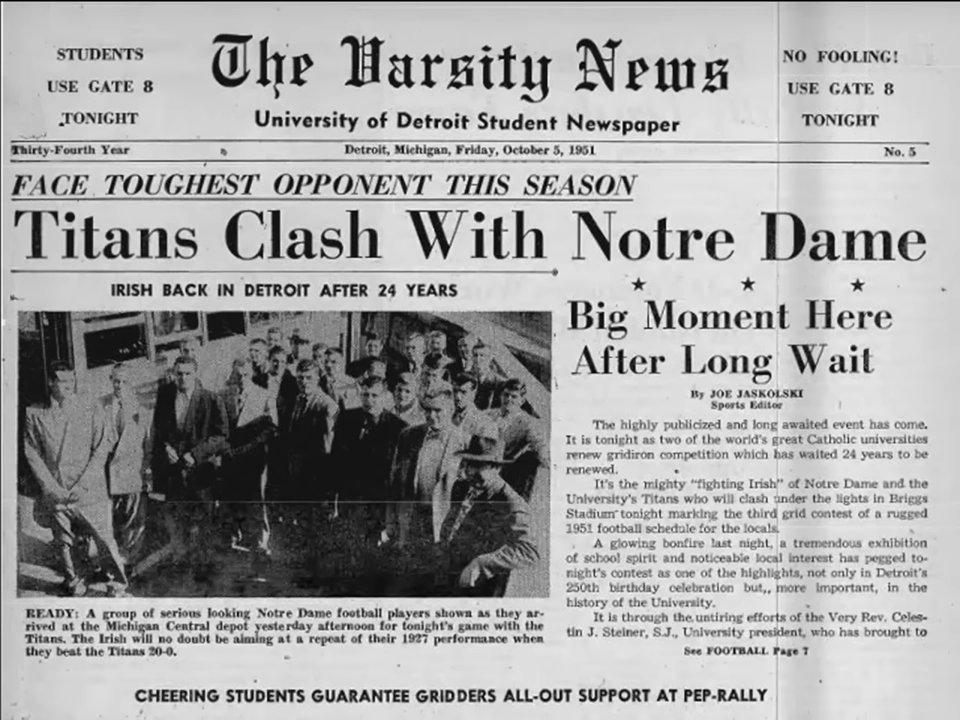 STUDENTS
USE GATE 8
TONIGHT
The Varsity News
University of Detroit Student Newspaper
NO FOOLING!
USE GATE 8
TONIGHT
Thirty-Fourth Year
Detroit, Michigan, Friday, October 5, 1951
No. 5
FACE TOUGHEST OPPONENT THIS SEASON
Titans Clash With Notre Dame
IRISH BACK IN DETROIT AFTER 24 YEARS
READY: A group of serious looking Notre Dame football players shown as they ar-
rived at the Michigan Central depot yesterday afternoon for tonight's game with the
Titans. The Irish will no doubt be aiming at a repeat of their 1927 performance when
they beat the Titans 20-0.
Big Moment Here
After Long Wait
By JOE JASKOLSKI
Sports Editor
The highly publicized and long awaited event has come.
It is tonight as two of the world's great Catholic universities
renew gridiron competition which has waited 24 years to be
renewed.
It's the mighty "fighting Irish" of Notre Dame and the
University's Titans who will clash under the lights in Briggs
Stadium tonight marking the third grid contest of a rugged
1951 football schedule for the locals.
A glowing bonfire last night, a tremendous exhibition
of school spirit and noticeable local interest has pegged to-
night's contest as one of the highlights, not only in Detroit's
250th birthday celebration but,, more important, in the
history of the University.
It is through the untiring efforts of the Very Rev. Celes-
tin J. Steiner, S.J., University president, who has brought to
See FOOTBALL Page 7
CHEERING STUDENTS GUARANTEE GRIDDERS ALL-OUT SUPPORT AT PEP-RALLY